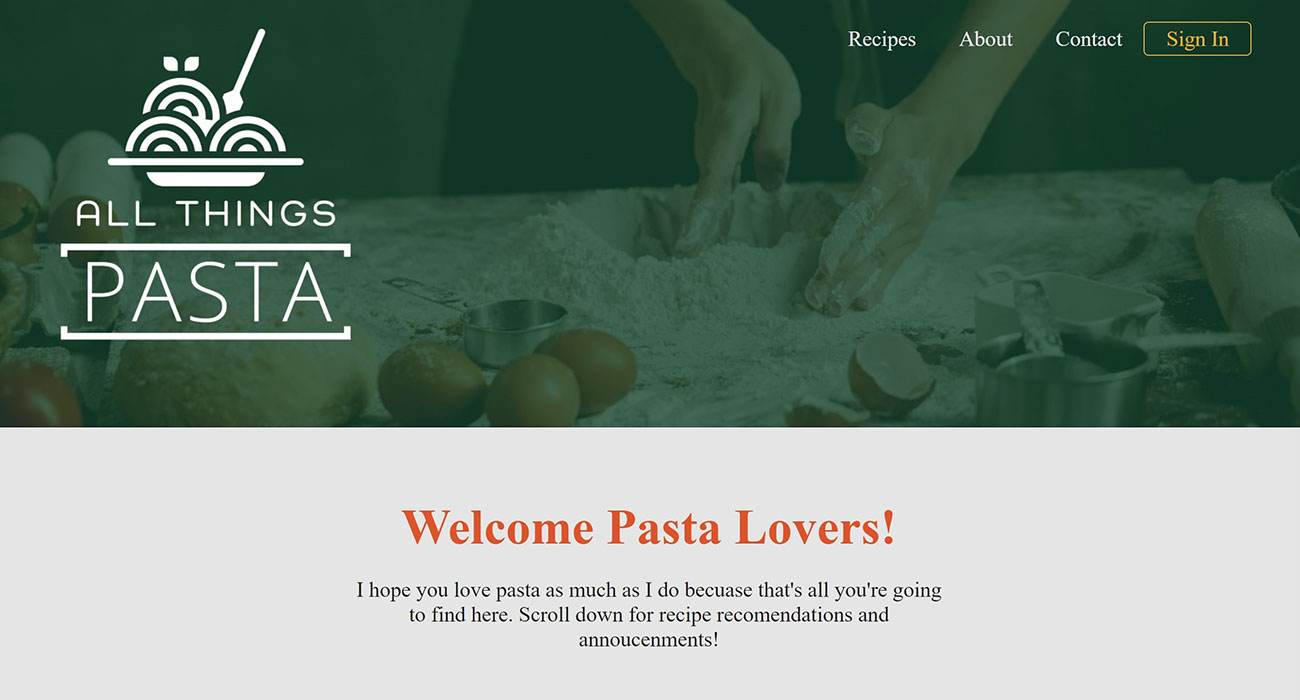 Recipes About Contact Sign In
ALL THINGS
PASTA
Welcome Pasta Lovers!
I hope you love pasta as much as I do becuase that's all you're going
to find here. Scroll down for recipe recomendations and
annoucenments!